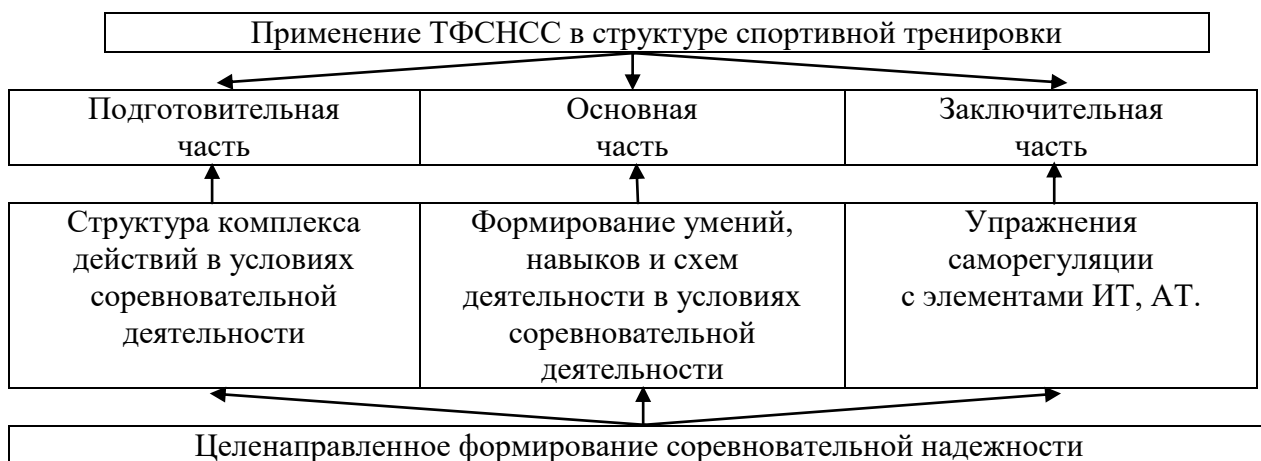 Применение ТФСНСС в структуре спортивной тренировки
Подготовительная
часть
Основная
часть
Заключительная
часть
Структура комплекса
действий в условиях
соревновательной
деятельности
Формирование умений,
навыков и схем
деятельности в условиях
соревновательной
деятельности
Упражнения
саморегуляции
с элементами ИТ, АТ.
Целенаправленное формирование соревновательной надежности